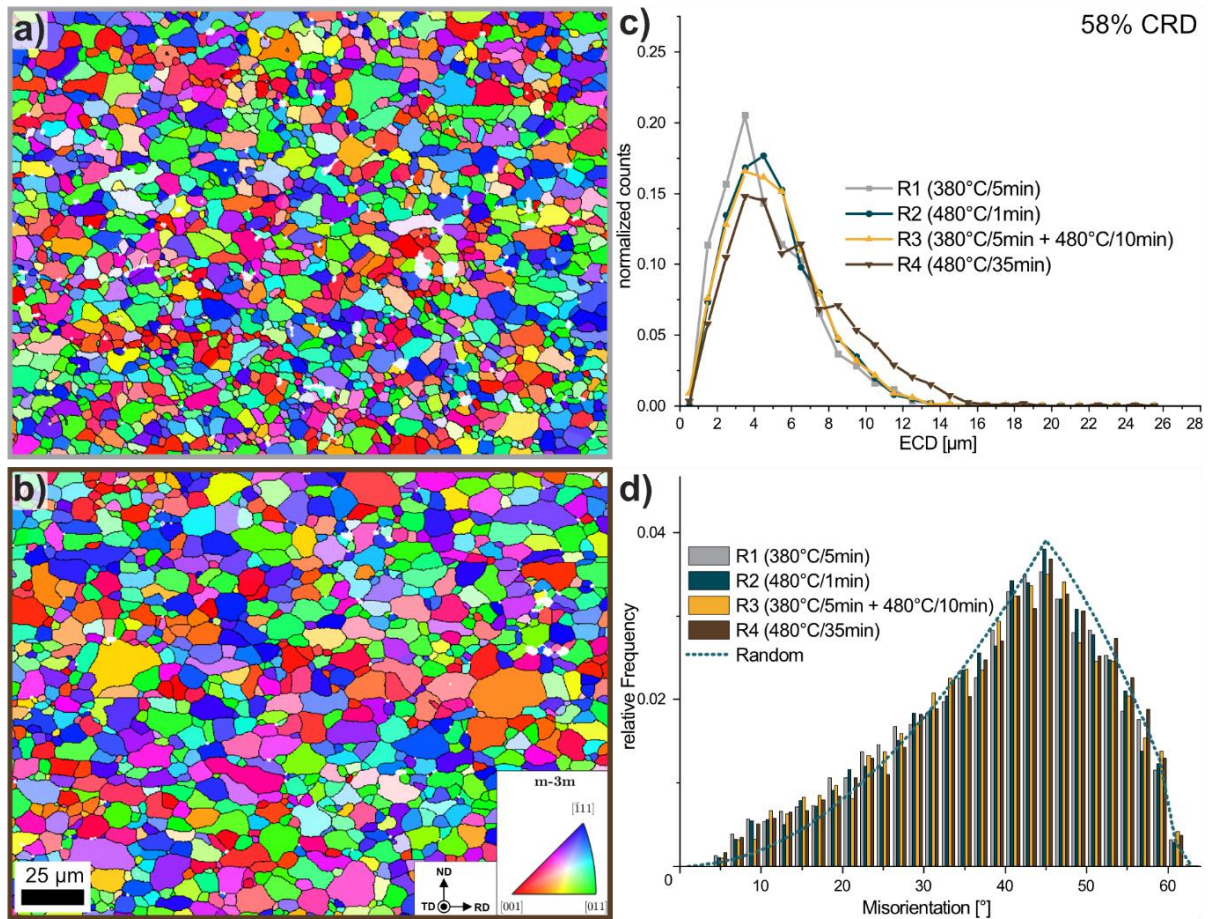 a)
b)
25 µm
ND
TD
RD
m-3m
[1̄11]
[001]
[011]
c)
58% CRD
normalized counts
0.25
0.20
0.15
0.10
0.05
0.00
R1 (380°C/5min)
R2 (480°C/1min)
R3 (380°C/5min + 480°C/10min)
R4 (480°C/35min)
0 2 4 6 8 10 12 14 16 18 20 22 24 26 28
ECD [µm]
d)
relative Frequency
0.04
0.02
0
R1 (380°C/5min)
R2 (480°C/1min)
R3 (380°C/5min + 480°C/10min)
R4 (480°C/35min)
Random
0 10 20 30 40 50 60
Misorientation [°]